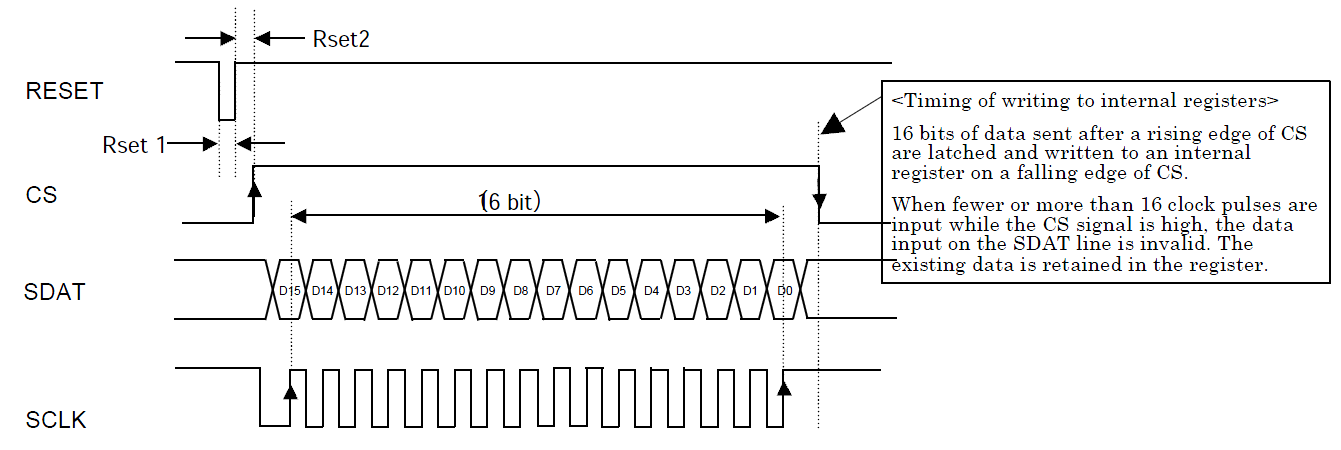 Rset2
RESET
<Timing of writing to internal registers>
16 bits of data sent after a rising edge of CS
are latched and written to an internal
register on a falling edge of CS.
When fewer or more than 16 clock pulses are
input while the CS signal is high, the data
input on the SDAT line is invalid. The
existing data is retained in the register.
Rset 1
CS
(16 bit)
SDAT
D15 D14 D13 D12 D11 D10 D9 D8 D7 D6 D5 D4 D3 D2 D1 D0
SCLK